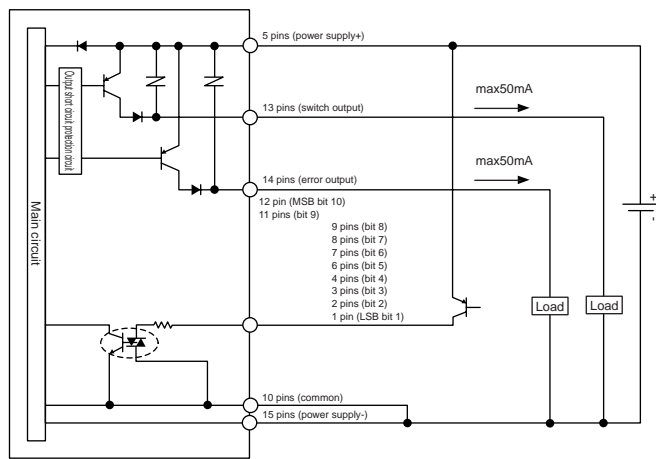 5 pins (power supply+)
Output short circuit protection circuit
13 pins (switch output)
max50mA
max50mA
14 pins (error output)
12 pin (MSB bit 10)
11 pins (bit 9)
9 pins (bit 8)
8 pins (bit 7)
7 pins (bit 6)
6 pins (bit 5)
4 pins (bit 4)
3 pins (bit 3)
2 pins (bit 2)
1 pin (LSB bit 1)
Main circuit
+
-
Load
Load
10 pins (common)
15 pins (power supply-)